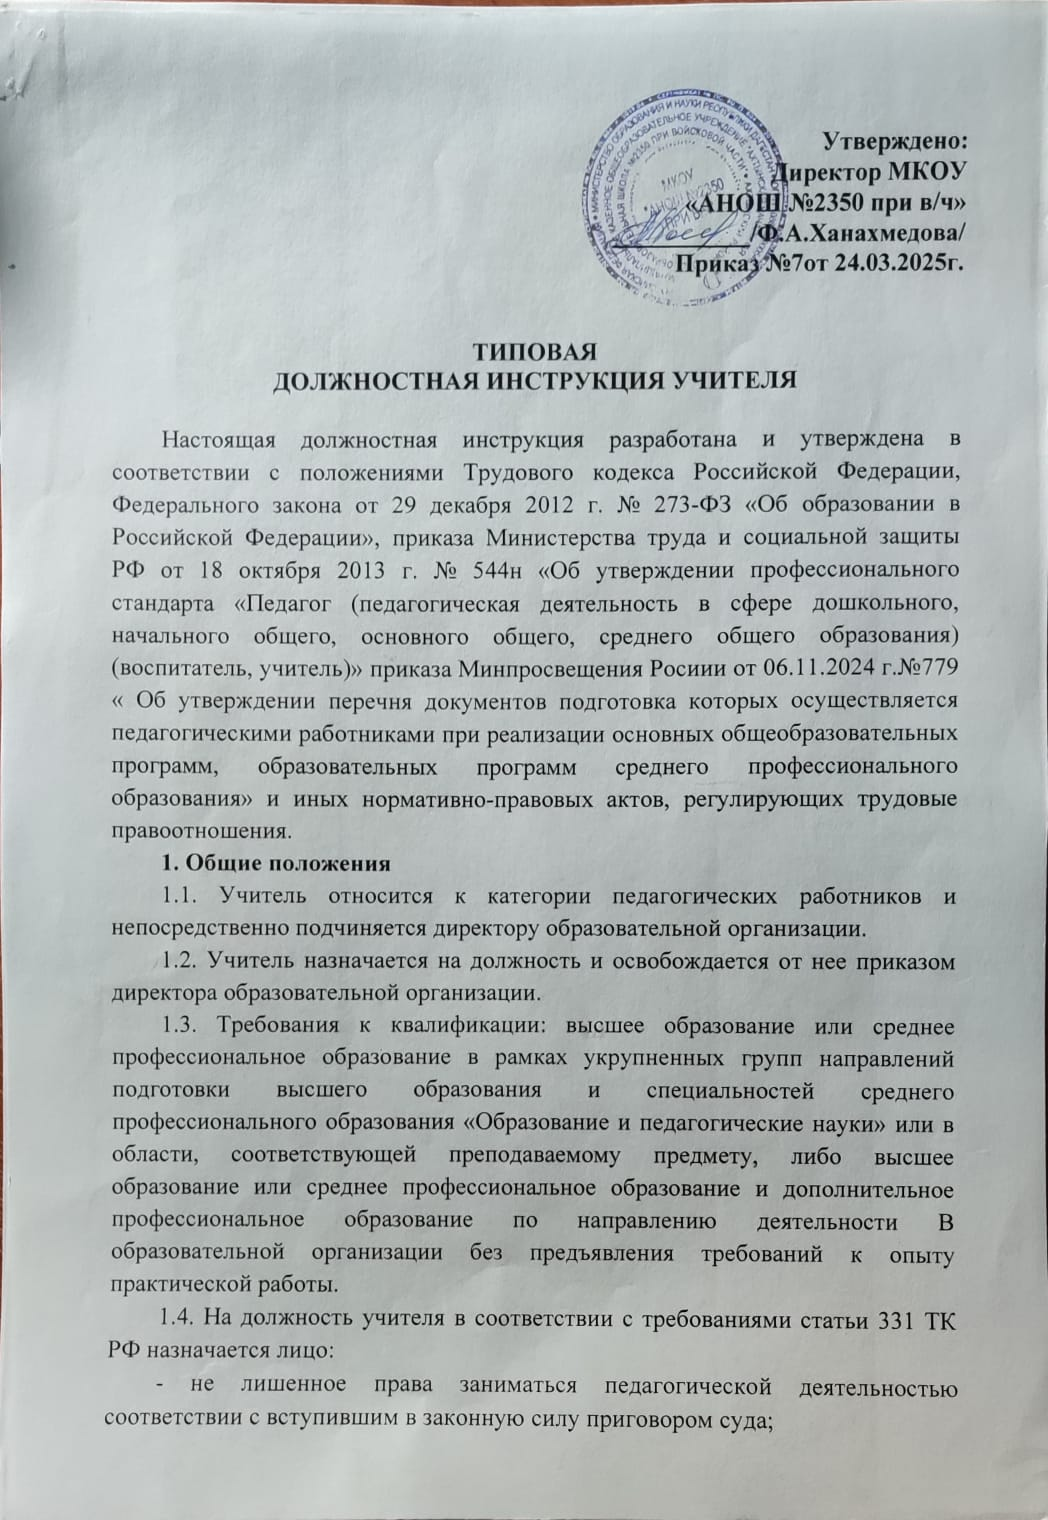 Утверждено:
Директор МКОУ
«АНОШ №2350 при в/ч»
/Ф.А.Ханахмедова/
Приказ №7от 24.03.2025г.
МКОУ
"АНОШ №2350
ПРИ В/Ч"
ТИПОВАЯ
ДОЛЖНОСТНАЯ ИНСТРУКЦИЯ УЧИТЕЛЯ
Настоящая должностная инструкция разработана и утверждена в
соответствии с положениями Трудового кодекса Российской Федерации,
Федерального закона от 29 декабря 2012 г. № 273-ФЗ «Об образовании в
Российской Федерации», приказа Министерства труда и социальной защиты
РФ от 18 октября 2013 г. № 544н «Об утверждении профессионального
стандарта «Педагог (педагогическая деятельность в сфере дошкольного,
начального общего, основного общего, среднего общего образования)
(воспитатель, учитель)» приказа Минпросвещения Росиии от 06.11.2024 г.№779
« Об утверждении перечня документов подготовка которых осуществляется
педагогическими работниками при реализации основных общеобразовательных
программ, образовательных программ среднего профессионального
образования» и иных нормативно-правовых актов, регулирующих трудовые
правоотношения.
1. Общие положения
1.1. Учитель относится к категории педагогических работников и
непосредственно подчиняется директору образовательной организации.
1.2. Учитель назначается на должность и освобождается от нее приказом
директора образовательной организации.
1.3. Требования к квалификации: высшее образование или среднее
профессиональное образование в рамках укрупненных групп направлений
подготовки высшего образования и специальностей среднего
профессионального образования «Образование и педагогические науки» или в
области, соответствующей преподаваемому предмету, либо высшее
образование или среднее профессиональное образование и дополнительное
профессиональное образование по направлению деятельности В
образовательной организации без предъявления требований к опыту
практической работы.
1.4. На должность учителя в соответствии с требованиями статьи 331 ТК
РФ назначается лицо:
- не лишенное права заниматься педагогической деятельностью
соответствии с вступившим в законную силу приговором суда;